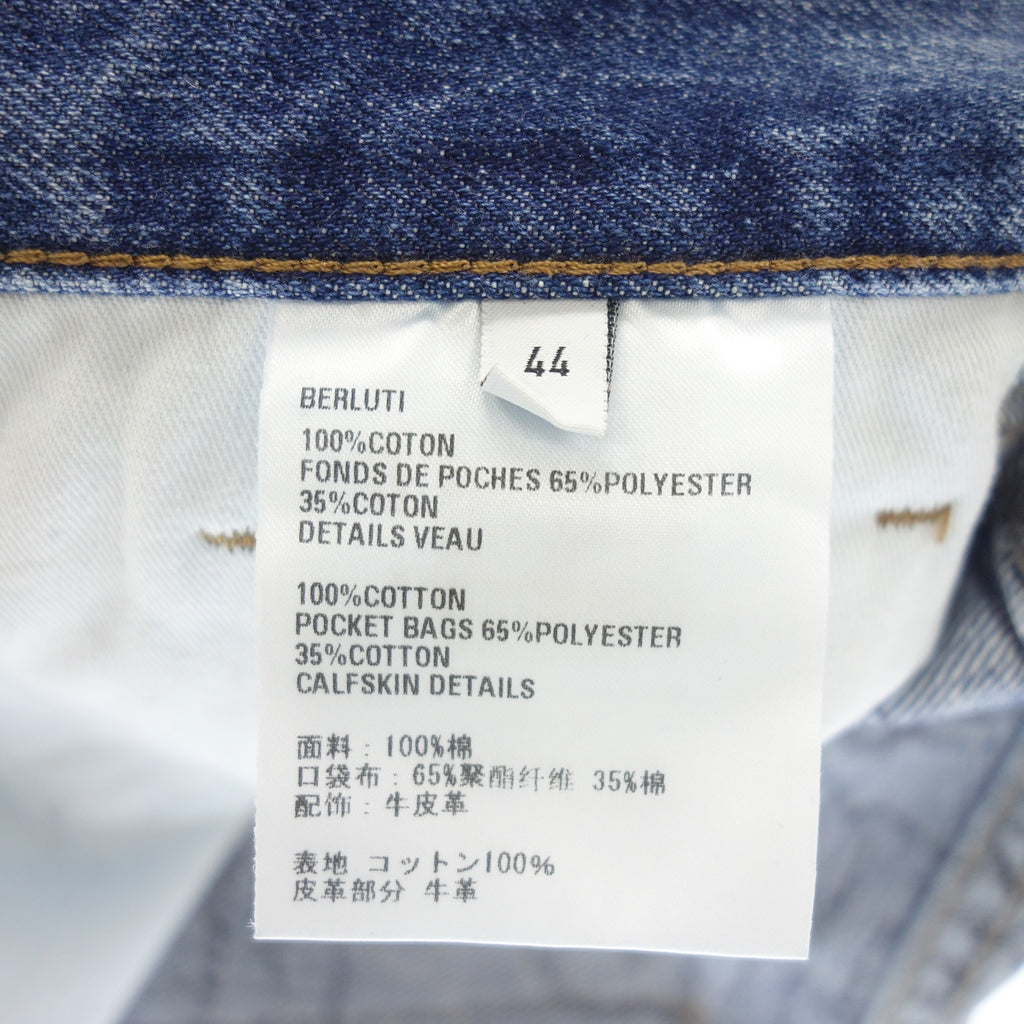 44
BERLUTI
100%COTON
FONDS DE POCHES 65%POLYESTER
35%COTON
DETAILS VEAU
100%COTTON
POCKET BAGS 65%POLYESTER
35%COTTON
CALFSKIN DETAILS
面料：100%棉
口袋布：65%聚酯纤维 35%棉
配饰：牛皮革
表地 コットン100%
皮革部分 牛革